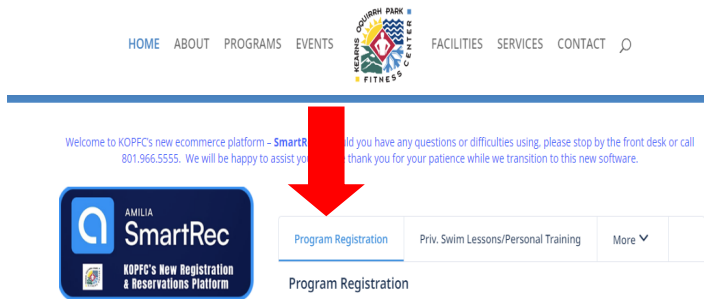 HOME ABOUT PROGRAMS EVENTS FACILITIES SERVICES CONTACT
KEARNS OQUIRRH PARK FITNESS CENTER
Welcome to KOPFC's new ecommerce platform – SmartR ld you have any questions or difficulties using, please stop by the front desk or call
801.966.5555. We will be happy to assist yo thank you for your patience while we transition to this new software.
AMILIA
SmartRec
KOPFC's New Registration
& Reservations Platform
Program Registration Priv. Swim Lessons/Personal Training More
Program Registration